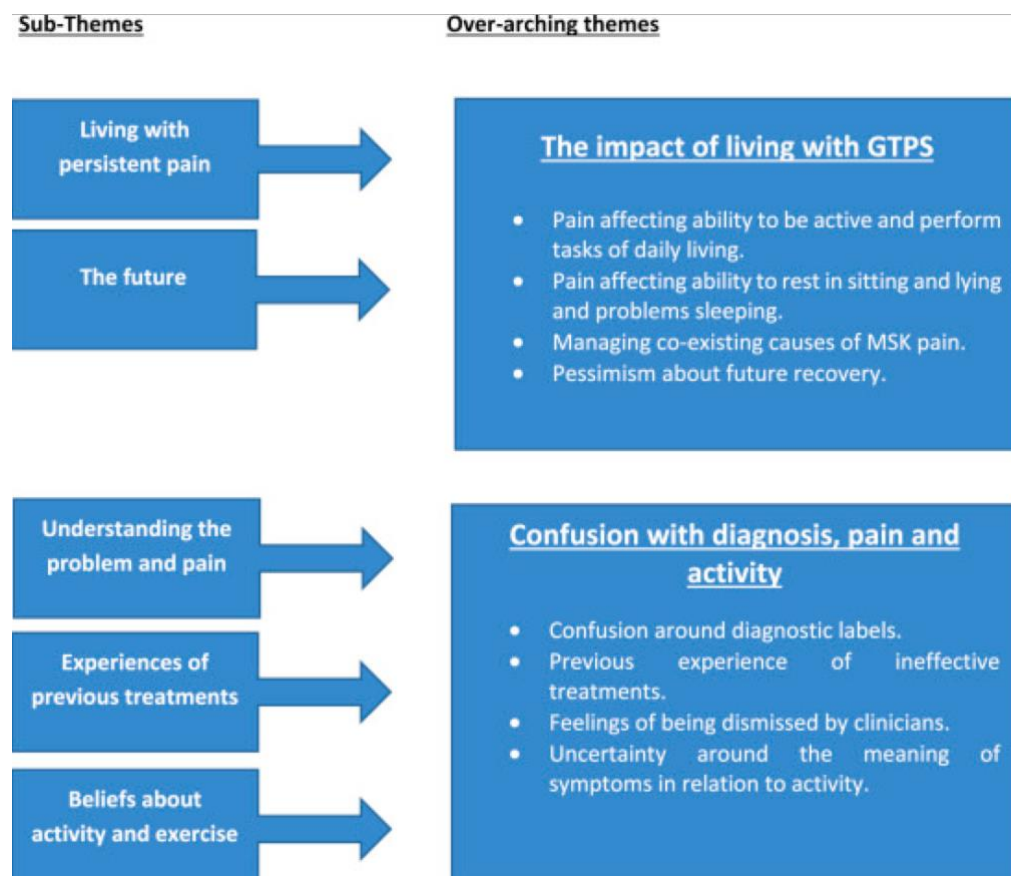 Sub-Themes
Over-arching themes
Living with
persistent pain
The future
The impact of living with GTPS
• Pain affecting ability to be active and perform
tasks of daily living.
• Pain affecting ability to rest in sitting and lying
and problems sleeping.
• Managing co-existing causes of MSK pain.
• Pessimism about future recovery.
Understanding the
problem and pain
Experiences of
previous treatments
Beliefs about
activity and exercise
Confusion with diagnosis, pain and
activity
• Confusion around diagnostic labels.
• Previous experience of ineffective
treatments.
• Feelings of being dismissed by clinicians.
• Uncertainty around the meaning of
symptoms in relation to activity.